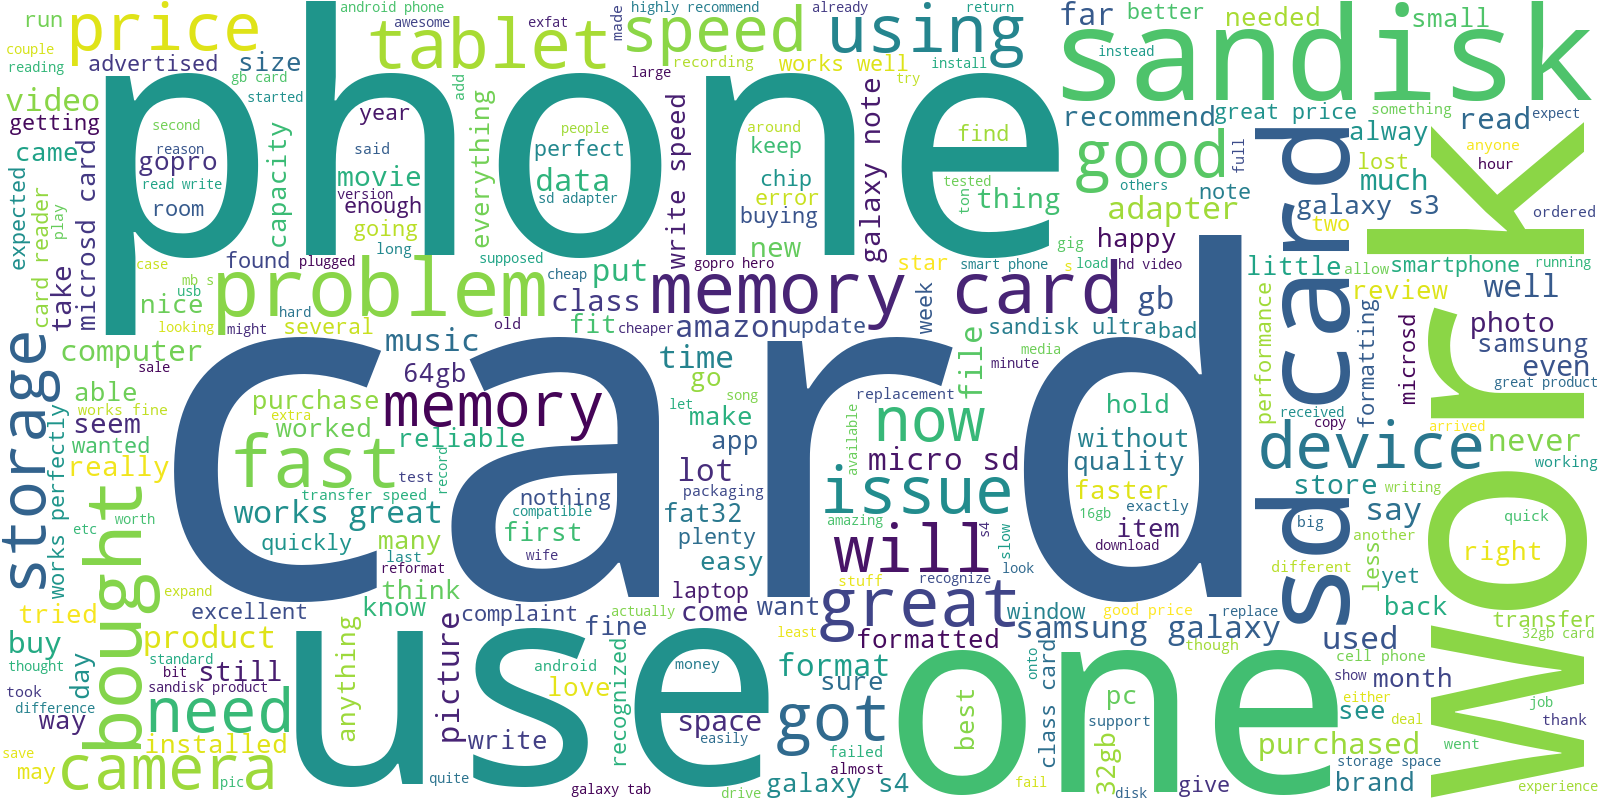 run
price
android phone
awesome
exfat
made
highly recommend
already
return
far
better
needed
small
couple
reading
advertised
size
gb card
started
tablet
add
speed
large
recording
works well
using
install
try
sandisk
instead
video
getting
came
phone
year
second
reason
read write
people
around
find
recommend
great price
something
read
expect
gopro
room
capacity
said
movie
version
enough
going
long
everything
perfect
data
sd adapter
write speed
keep
chip
error
buying
new
galaxy note
tested
ton
full
good
thing
others
note
adapter
happy
gig
sd card
alway
lost
much
galaxy s3
two
anyone
hour
ordered
work
expected
play
card reader
take
microsd card
case
mb s
usb
nice
looking
found
might
plugged
hard
several
problem
supposed
cheap
old
put
class
fit
cheaper
gopro hero
memory card
amazon
update
star
week
smart phone
s
load
hd video
gb
sandisk ultra
bad
little
allow
smartphone
running
review
well
performance
formatting
microsd
photo
samsung
even
great product
computer
sale
storage
able
works fine
seem
wanted
really
works perfectly
etc
worth
bought
music
64gb
purchase
extra
worked
memory
reliable
fast
test
record
transfer speed
works great
quickly
many
last
reformat
card
nothing
compatible
first
wife
time
go
let
song
make
app
lot
packaging
fat32
plenty
easy
replacement
available
now
file
media
minute
micro sd
issue
amazing
s4
slow
look
will
recognize
stuff
hold
without
quality
faster
16gb
exactly
item
download
received
copy
device
arrived
never
working
store
writing
say
big
another
quick
right
less
different
yet
back
transfer
32gb card
tried
expand
excellent
think
know
complaint
actually
laptop
come
want
least
great
formatted
window
good price
replace
samsung galaxy
though
used
buy
thought
day
product
standard
bit
still
sandisk product
took
difference
way
need
installed
save
may
camera
pic
anything
picture
use
quite
write
fine
android
love
recognized
money
space
easily
galaxy tab
drive
format
sure
got
failed
almost
galaxy s4
one
best
fail
onto
class card
pc
support
32gb
disk
give
cell phone
show
month
either
see
deal
purchased
storage space
brand
job
thank
went
experience